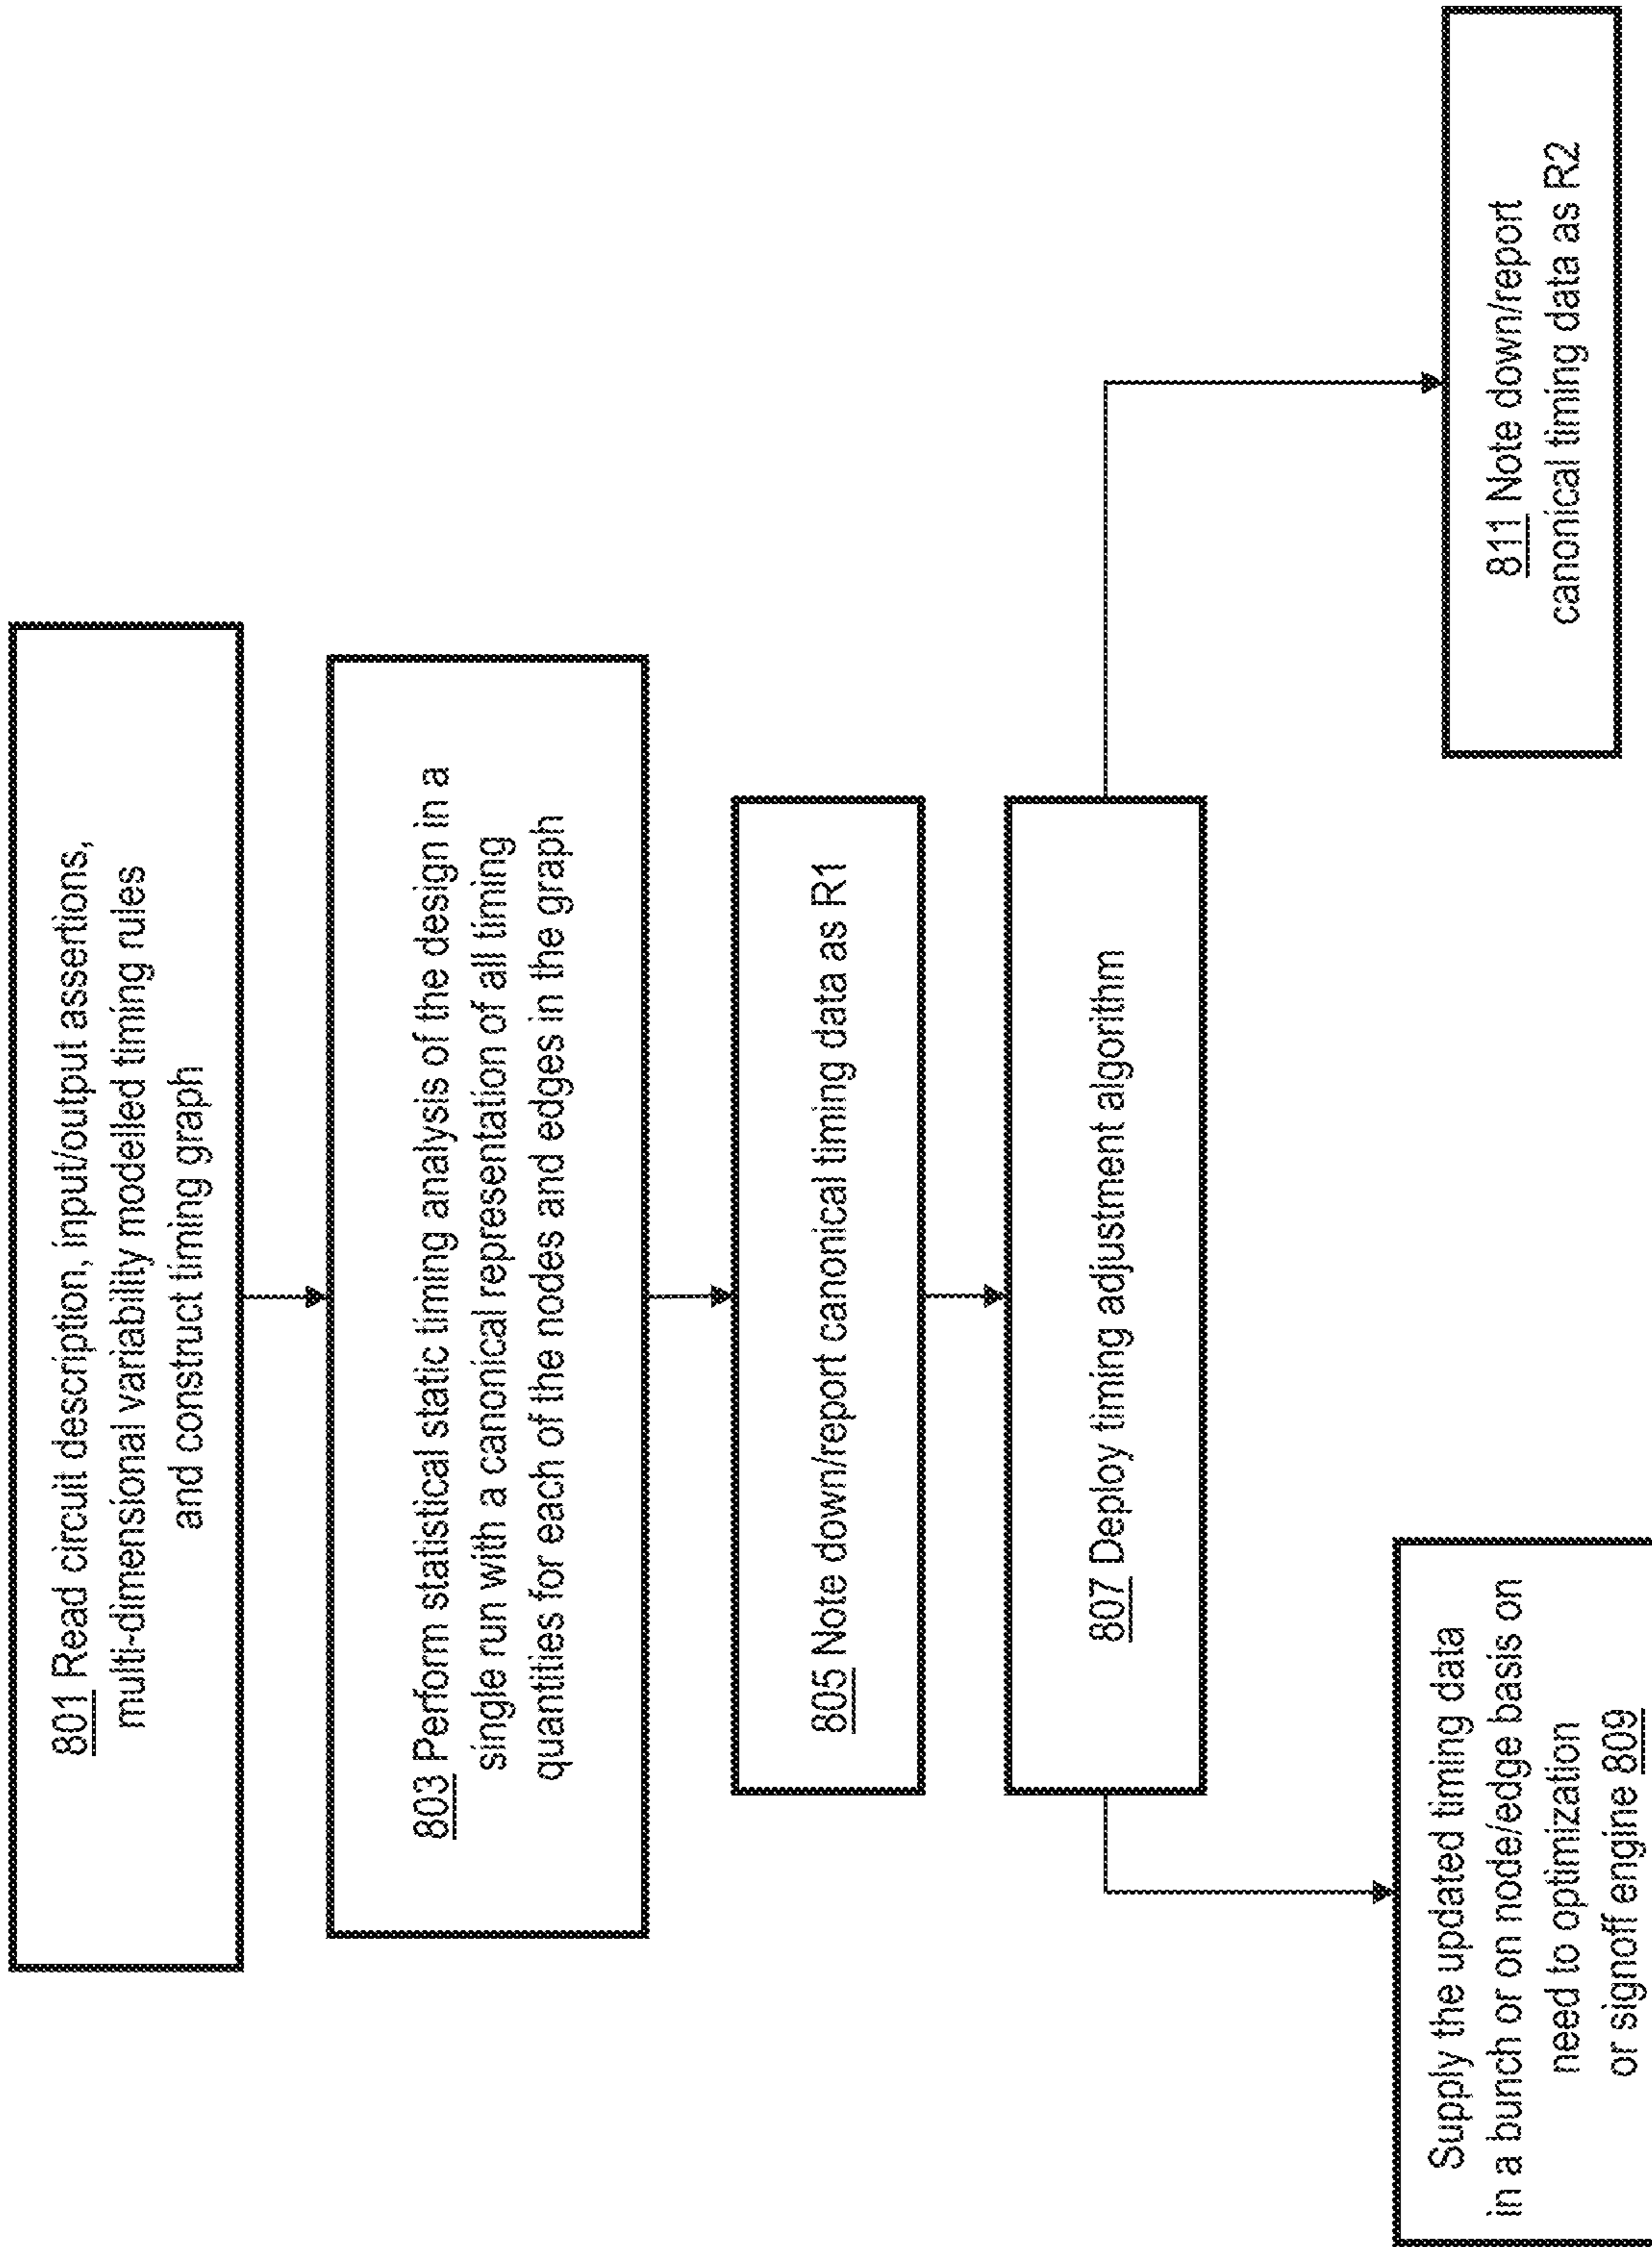 801 Read circuit description, input/output assertions,
multi-dimensional variability modelled timing rules
and construct timing graph
803 Perform statistical static timing analysis of the design in a
single run with a canonical representation of all timing
quantities for each of the nodes and edges in the graph
805 Note down/report canonical timing data as R1
807 Deploy timing adjustment algorithm
Supply the updated timing data
in a bunch or on node/edge basis on
need to optimization
or signoff engine 809
811 Note down/report
canonical timing data as R2